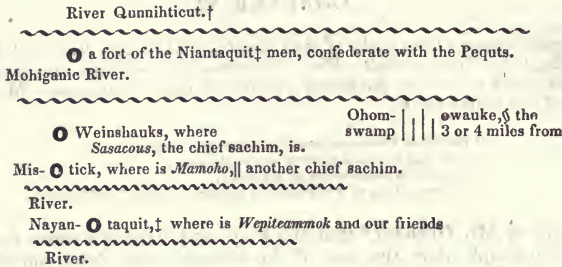 River Qunnihticut.†
O a fort of the Niantaquit‡ men, confederate with the Pequts.
Mohiganic River.
O Weinshauks, where
Sasacous, the chief sachim, is.
Ohom- |||| owauke,§ the
swamp |||| 3 or 4 miles from
Mis- O tick, where is Mamoho,|| another chief sachim.
River.
Nayan- O taquit,‡ where is Wepiteammok and our friends
River.